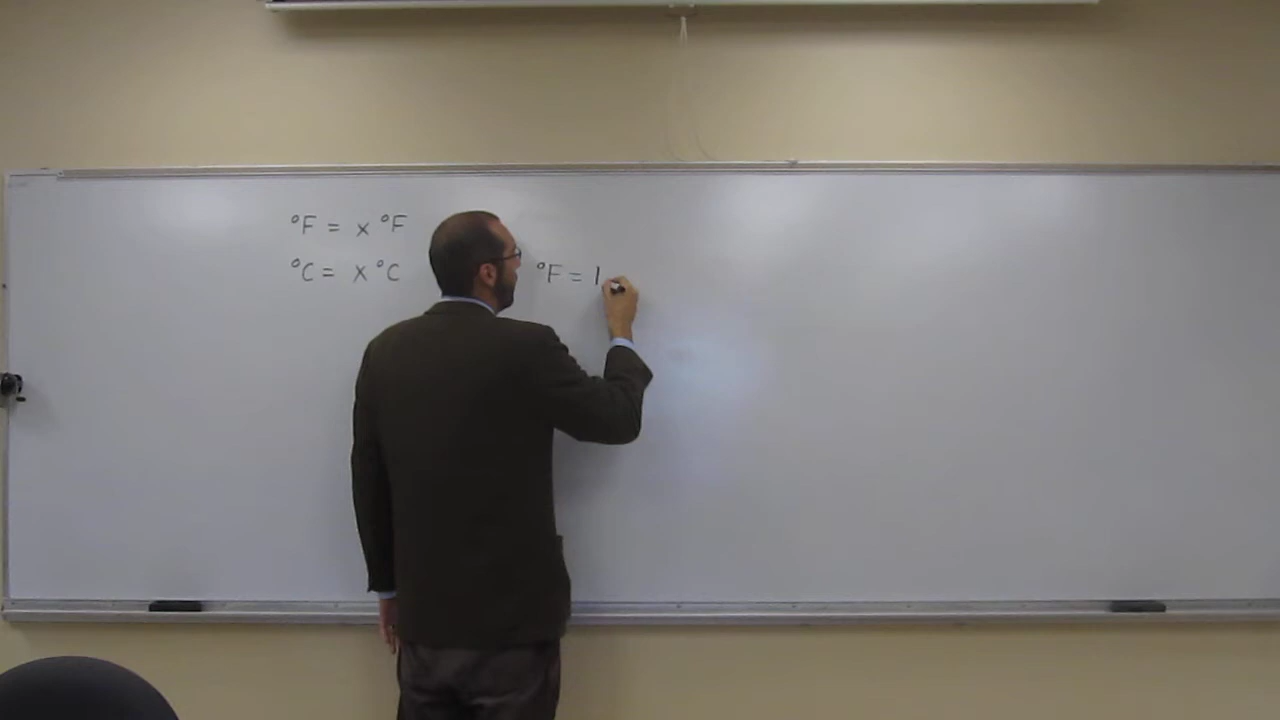 °F = x °F
°C = x °C
°F = 1